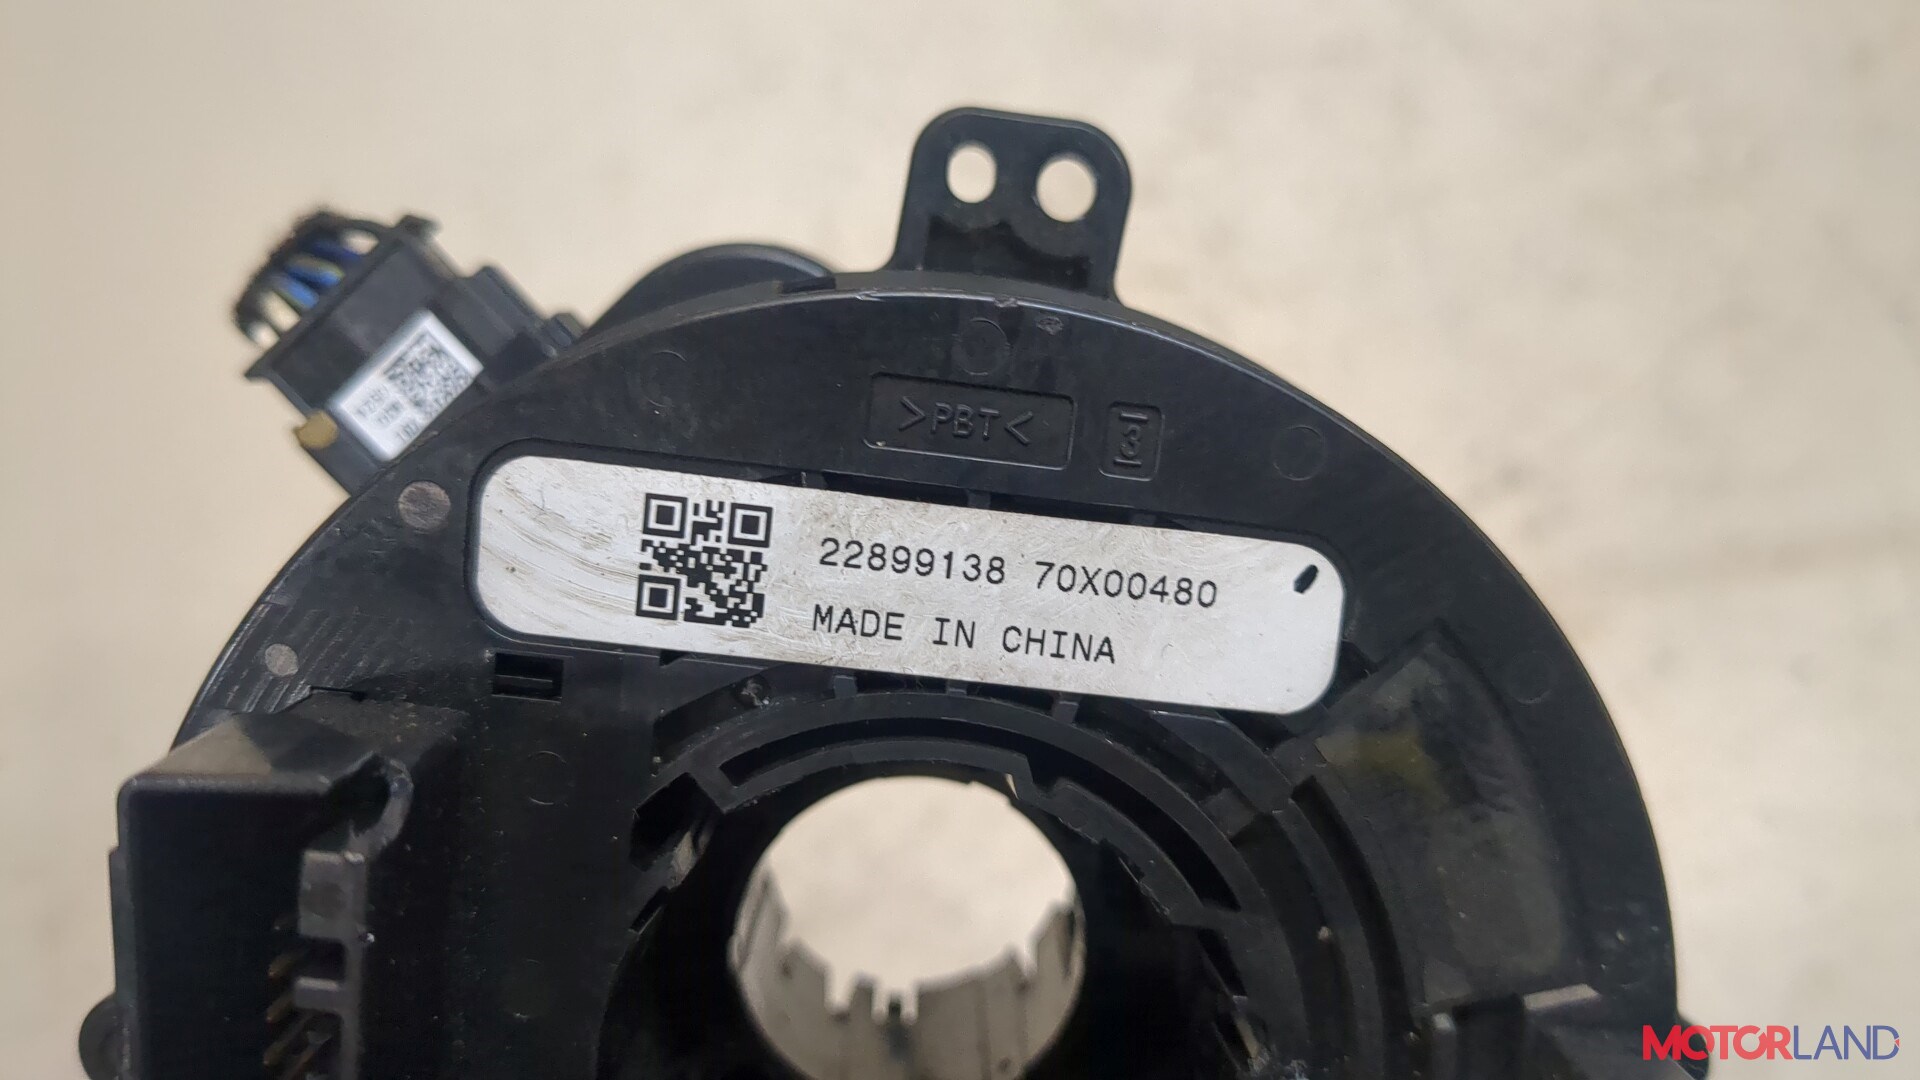 >PBT<
3
22899138 70X00480
MADE IN CHINA
MOTORLAND